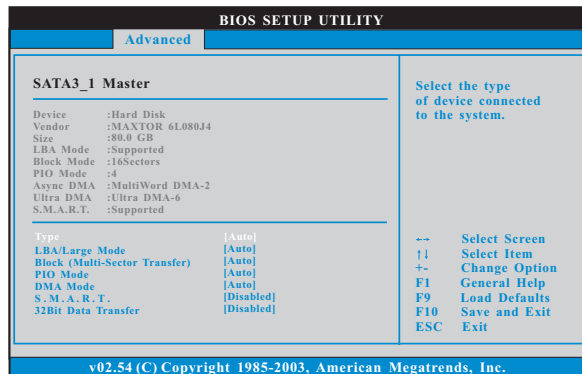 BIOS SETUP UTILITY
Advanced
SATA3_1 Master
Device :Hard Disk
Vendor :MAXTOR 6L080J4
Size :80.0 GB
LBA Mode :Supported
Block Mode :16Sectors
PIO Mode :4
Async DMA :MultiWord DMA-2
Ultra DMA :Ultra DMA-6
S.M.A.R.T. :Supported
Type [Auto]
LBA/Large Mode [Auto]
Block (Multi-Sector Transfer) [Auto]
PIO Mode [Auto]
DMA Mode [Auto]
S.M.A.R.T. [Disabled]
32Bit Data Transfer [Disabled]
Select the type
of device connected
to the system.
←→ Select Screen
↑↓ Select Item
+- Change Option
F1 General Help
F9 Load Defaults
F10 Save and Exit
ESC Exit
v02.54 (C) Copyright 1985-2003, American Megatrends, Inc.